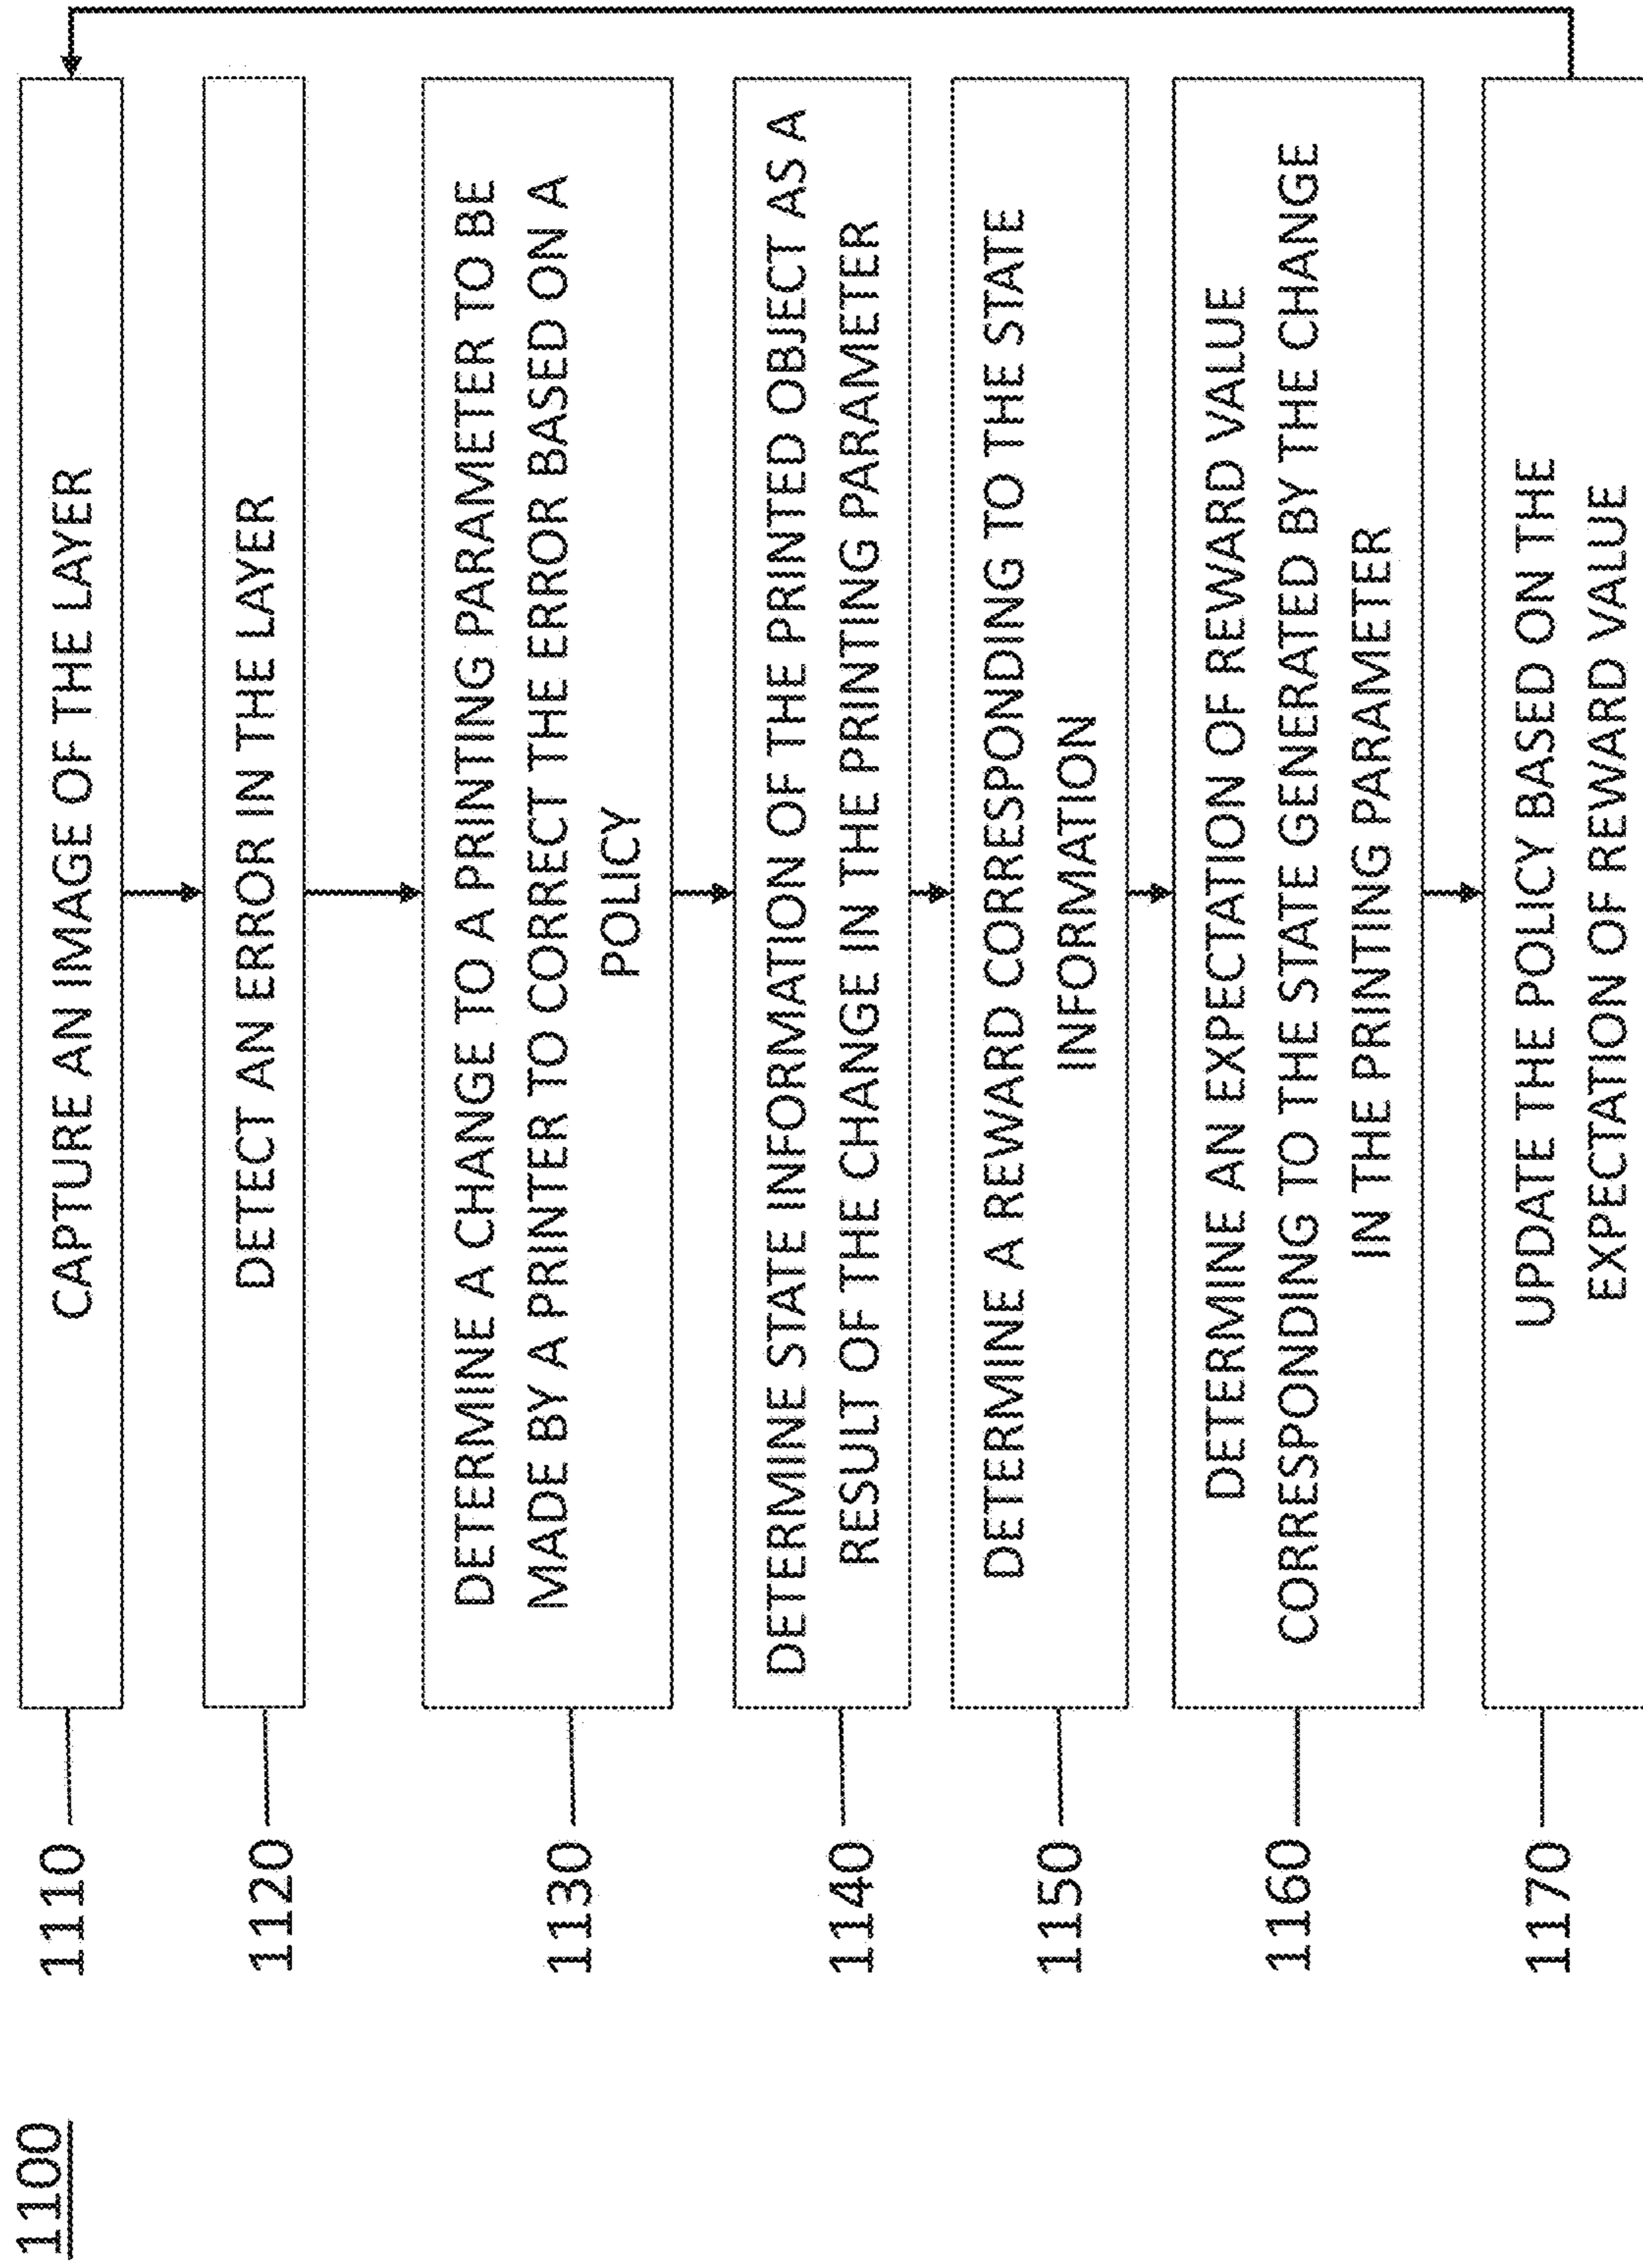 1100
1110
CAPTURE AN IMAGE OF THE LAYER
1120
DETECT AN ERROR IN THE LAYER
1130
DETERMINE A CHANGE TO A PRINTING PARAMETER TO BE
MADE BY A PRINTER TO CORRECT THE ERROR BASED ON A
POLICY
1140
DETERMINE STATE INFORMATION OF THE PRINTED OBJECT AS A
RESULT OF THE CHANGE IN THE PRINTING PARAMETER
1150
DETERMINE A REWARD CORRESPONDING TO THE STATE
INFORMATION
1160
DETERMINE AN EXPECTATION OF REWARD VALUE
CORRESPONDING TO THE STATE GENERATED BY THE CHANGE
IN THE PRINTING PARAMETER
1170
UPDATE THE POLICY BASED ON THE
EXPECTATION OF REWARD VALUE